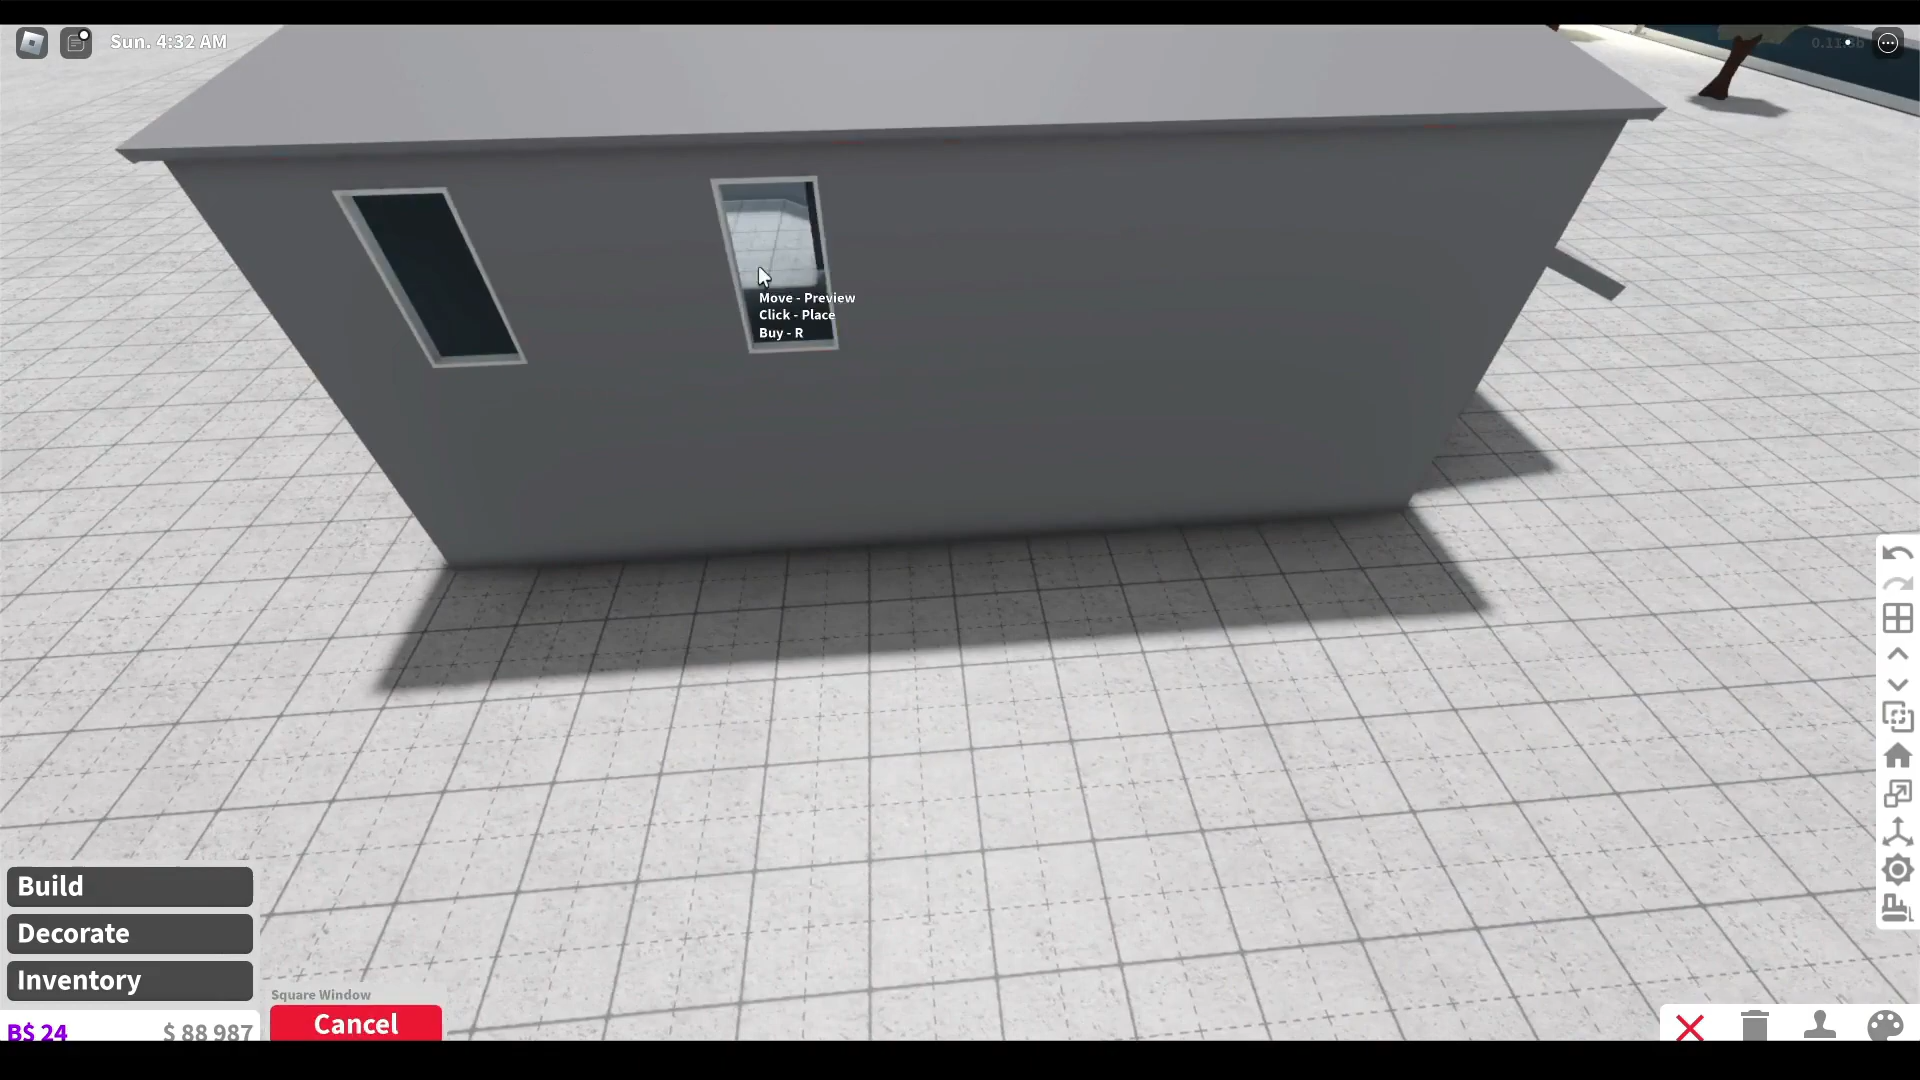 Sun. 4:32 AM
Move - Preview
Click - Place
Buy - R
Build
Decorate
Inventory
Square Window
B$ 24
$ 88 987
Cancel